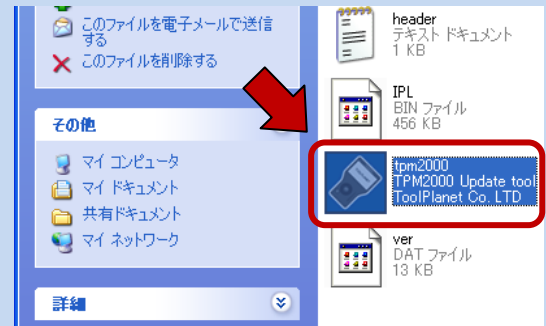 このファイルを電子メールで送信
する
このファイルを削除する
その他
マイ コンピュータ
マイ ドキュメント
共有ドキュメント
マイ ネットワーク
詳細
header
テキスト ドキュメント
1 KB
IPL
BIN ファイル
456 KB
tpm2000
TPM2000 Update tool
ToolPlanet Co. LTD
ver
DAT ファイル
13 KB